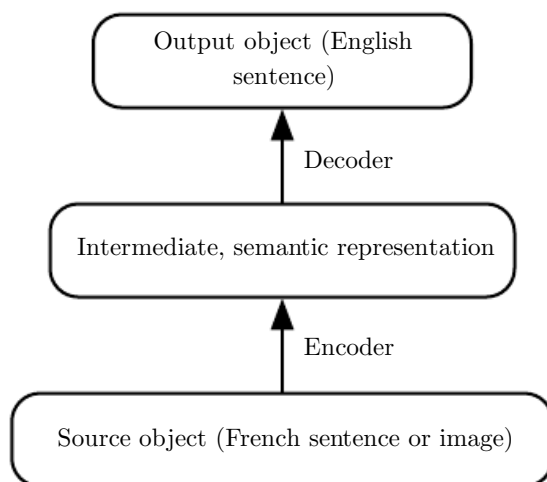 Output object (English
sentence)
Decoder
Intermediate, semantic representation
Encoder
Source object (French sentence or image)